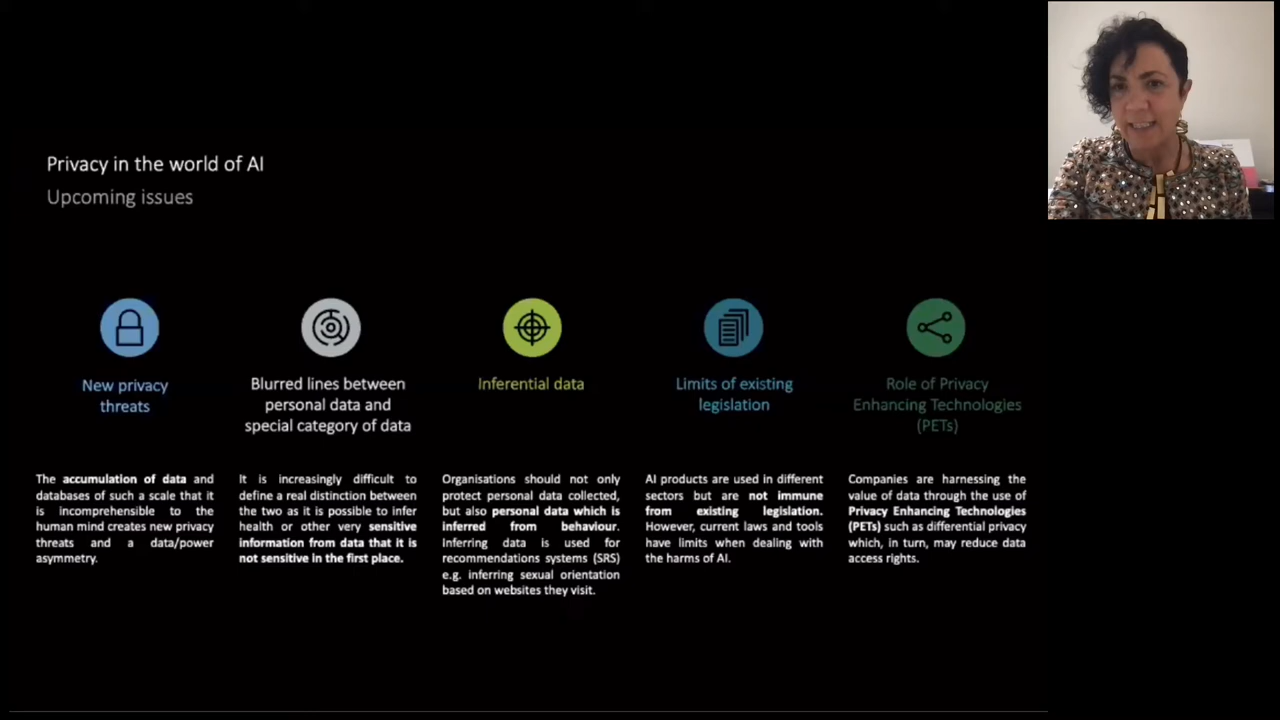 Privacy in the world of AI
Upcoming issues
New privacy
threats
The accumulation of data and
databases of such a scale that it
is incomprehensible to the
human mind creates new privacy
threats and a data/power
asymmetry.
Blurred lines between
personal data and
special category of data
It is increasingly difficult to
define a real distinction between
the two as it is possible to infer
health or other very sensitive
information from data that it is
not sensitive in the first place.
Inferential data
Organisations should not only
protect personal data collected,
but also personal data which is
inferred from behaviour.
Inferring data is used for
recommendations systems (SRS)
e.g. inferring sexual orientation
based on websites they visit.
Limits of existing
legislation
AI products are used in different
sectors but are not immune
from existing legislation.
However, current laws and tools
have limits when dealing with
the harms of AI.
Role of Privacy
Enhancing Technologies
(PETs)
Companies are harnessing the
value of data through the use of
Privacy Enhancing Technologies
(PETs) such as differential privacy
which, in turn, may reduce data
access rights.